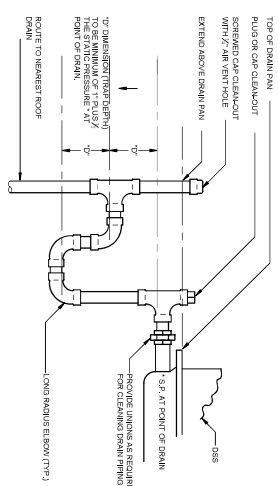 TOP OF DRAIN PAN
PLUG OR CAP CLEAN-OUT
SCREWED CAP CLEAN-OUT
WITH ¼" AIR VENT HOLE
EXTEND ABOVE DRAIN PAN
"D" DIMENSION (TRAP DEPTH)
TO BE MINIMUM OF 1" PLUS ½
THE STATIC PRESSURE * AT
POINT OF DRAIN.
ROUTE TO NEAREST ROOF
DRAIN
"D"
"D"
DSS
* S.P. AT POINT OF DRAIN
PROVIDE UNIONS AS REQUIRE
FOR CLEANING DRAIN PIPING
LONG RADIUS ELBOW (TYP.)